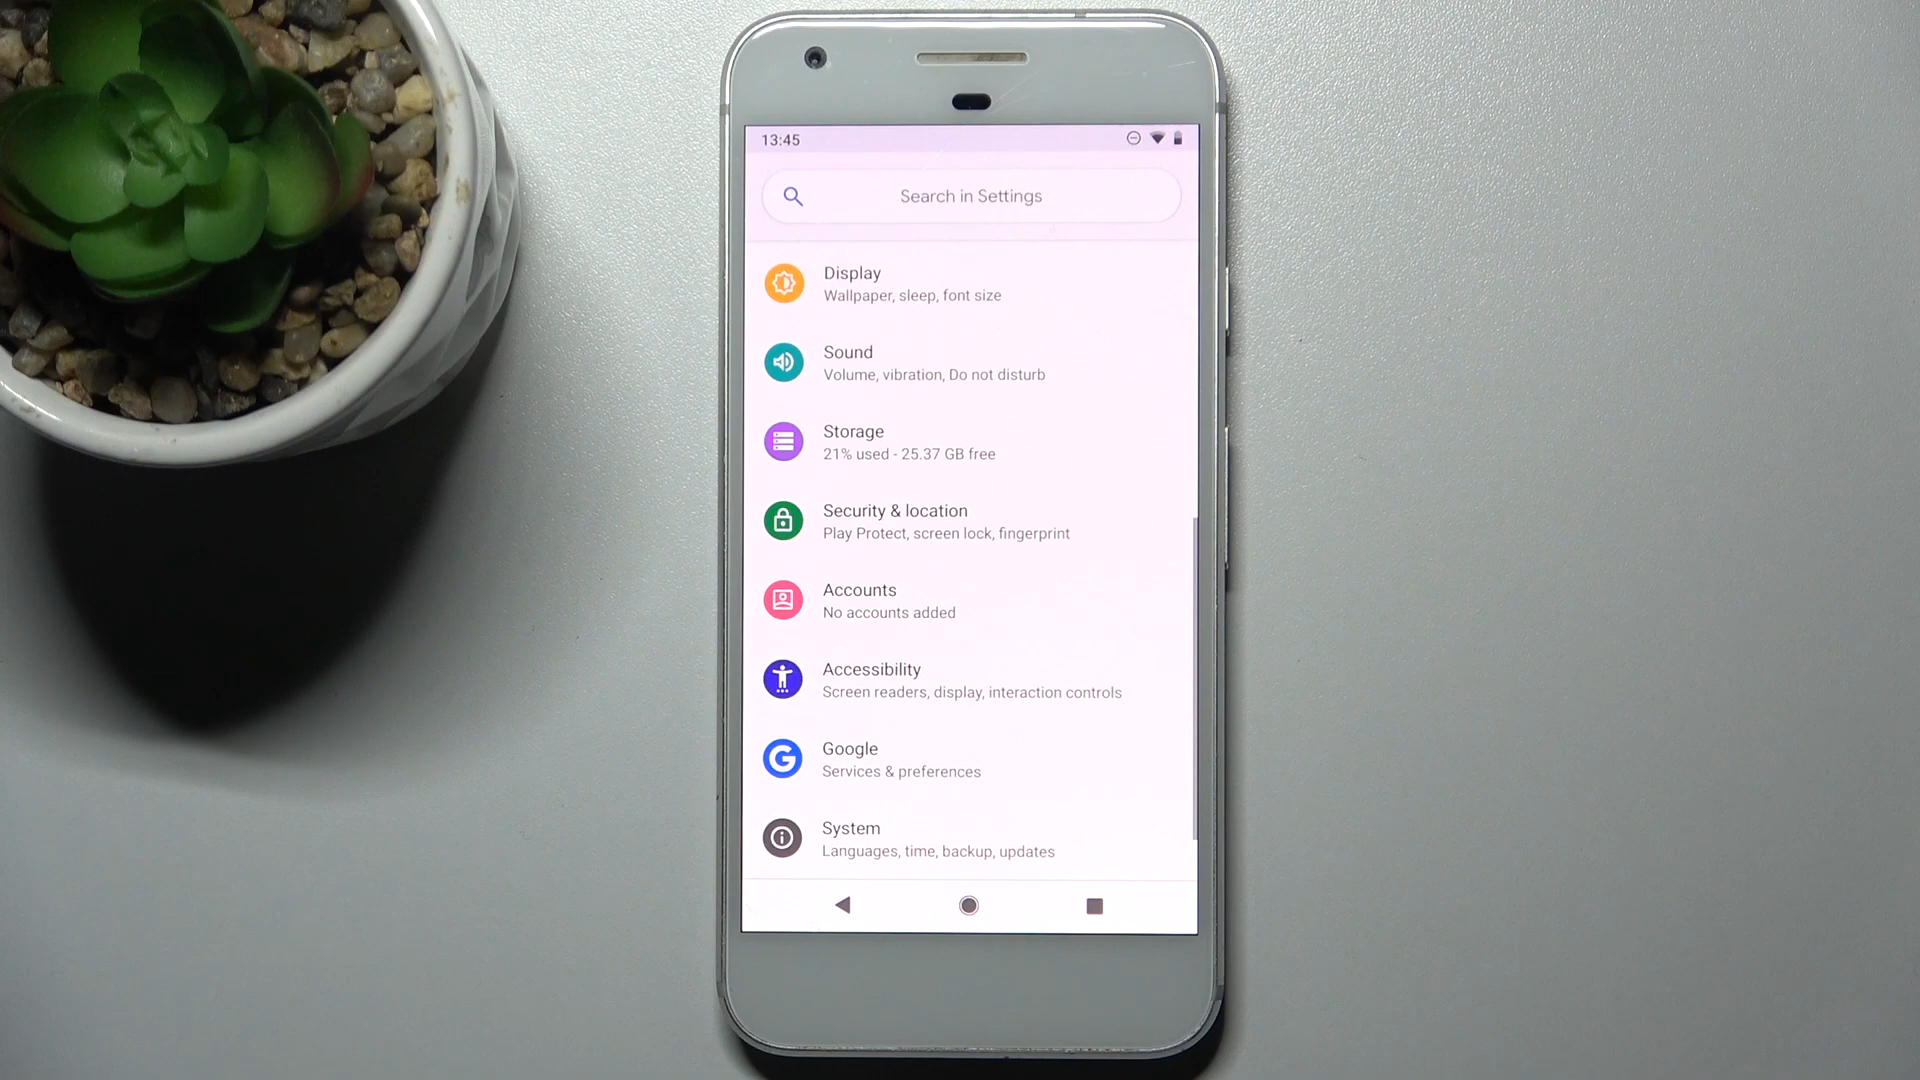 13:45
Search in Settings
Display
Wallpaper, sleep, font size
Sound
Volume, vibration, Do not disturb
Storage
21% used - 25.37 GB free
Security & location
Play Protect, screen lock, fingerprint
Accounts
No accounts added
Accessibility
Screen readers, display, interaction controls
Google
Services & preferences
System
Languages, time, backup, updates